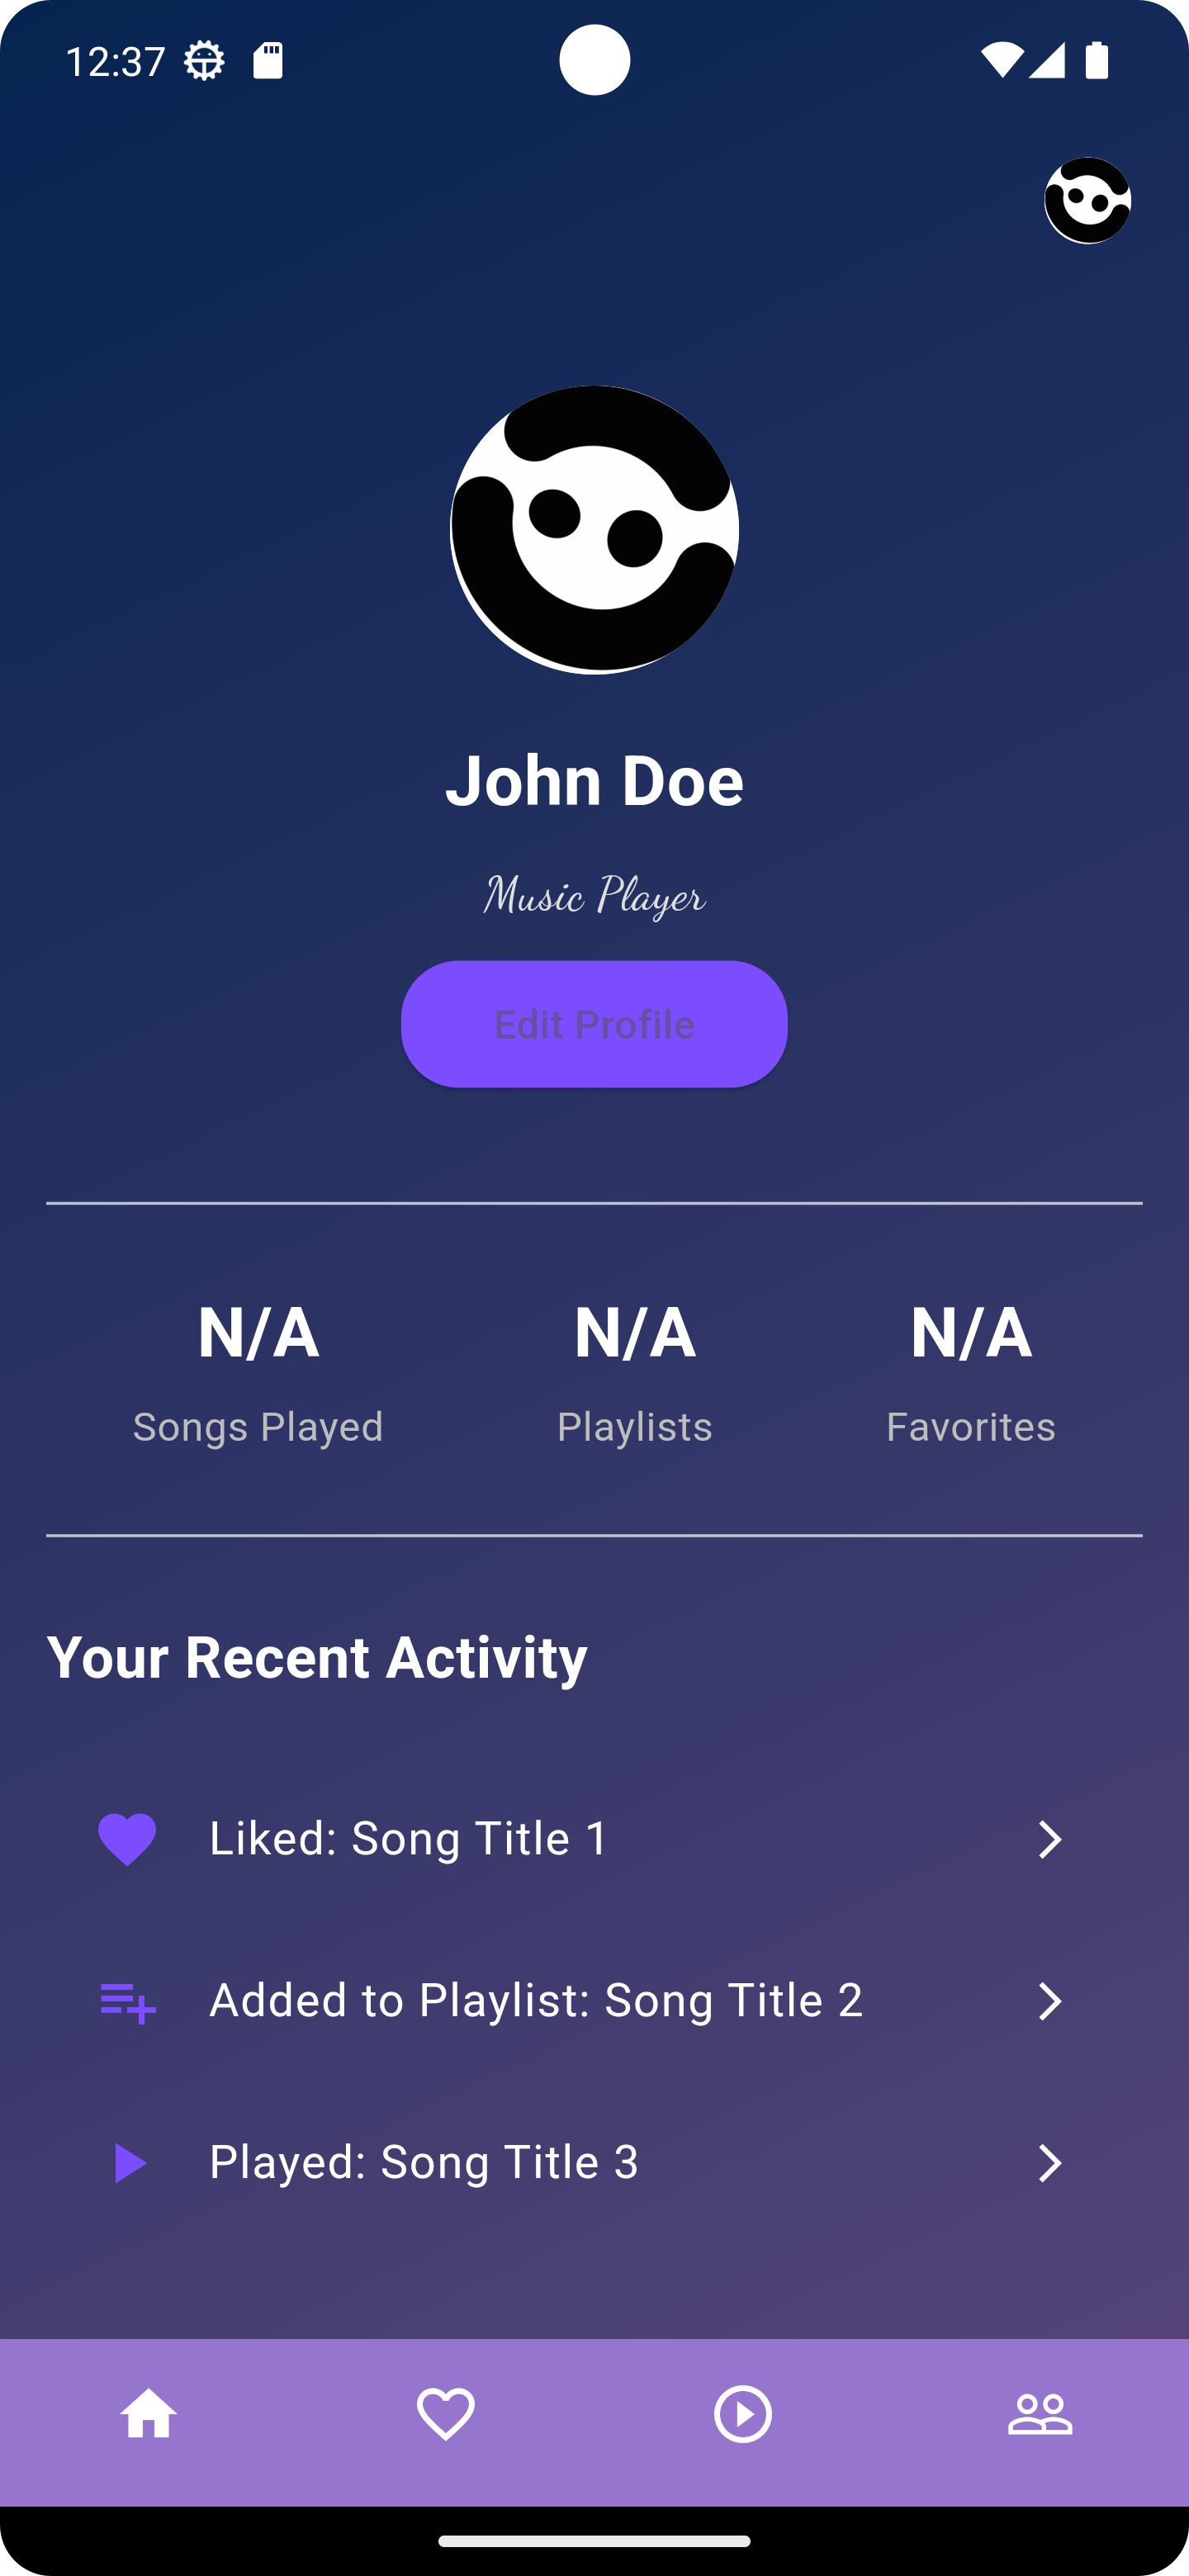 12:37
John Doe
Music Player
Edit Profile
N/A N/A N/A
Songs Played Playlists Favorites
Your Recent Activity
Liked: Song Title 1
Added to Playlist: Song Title 2
Played: Song Title 3